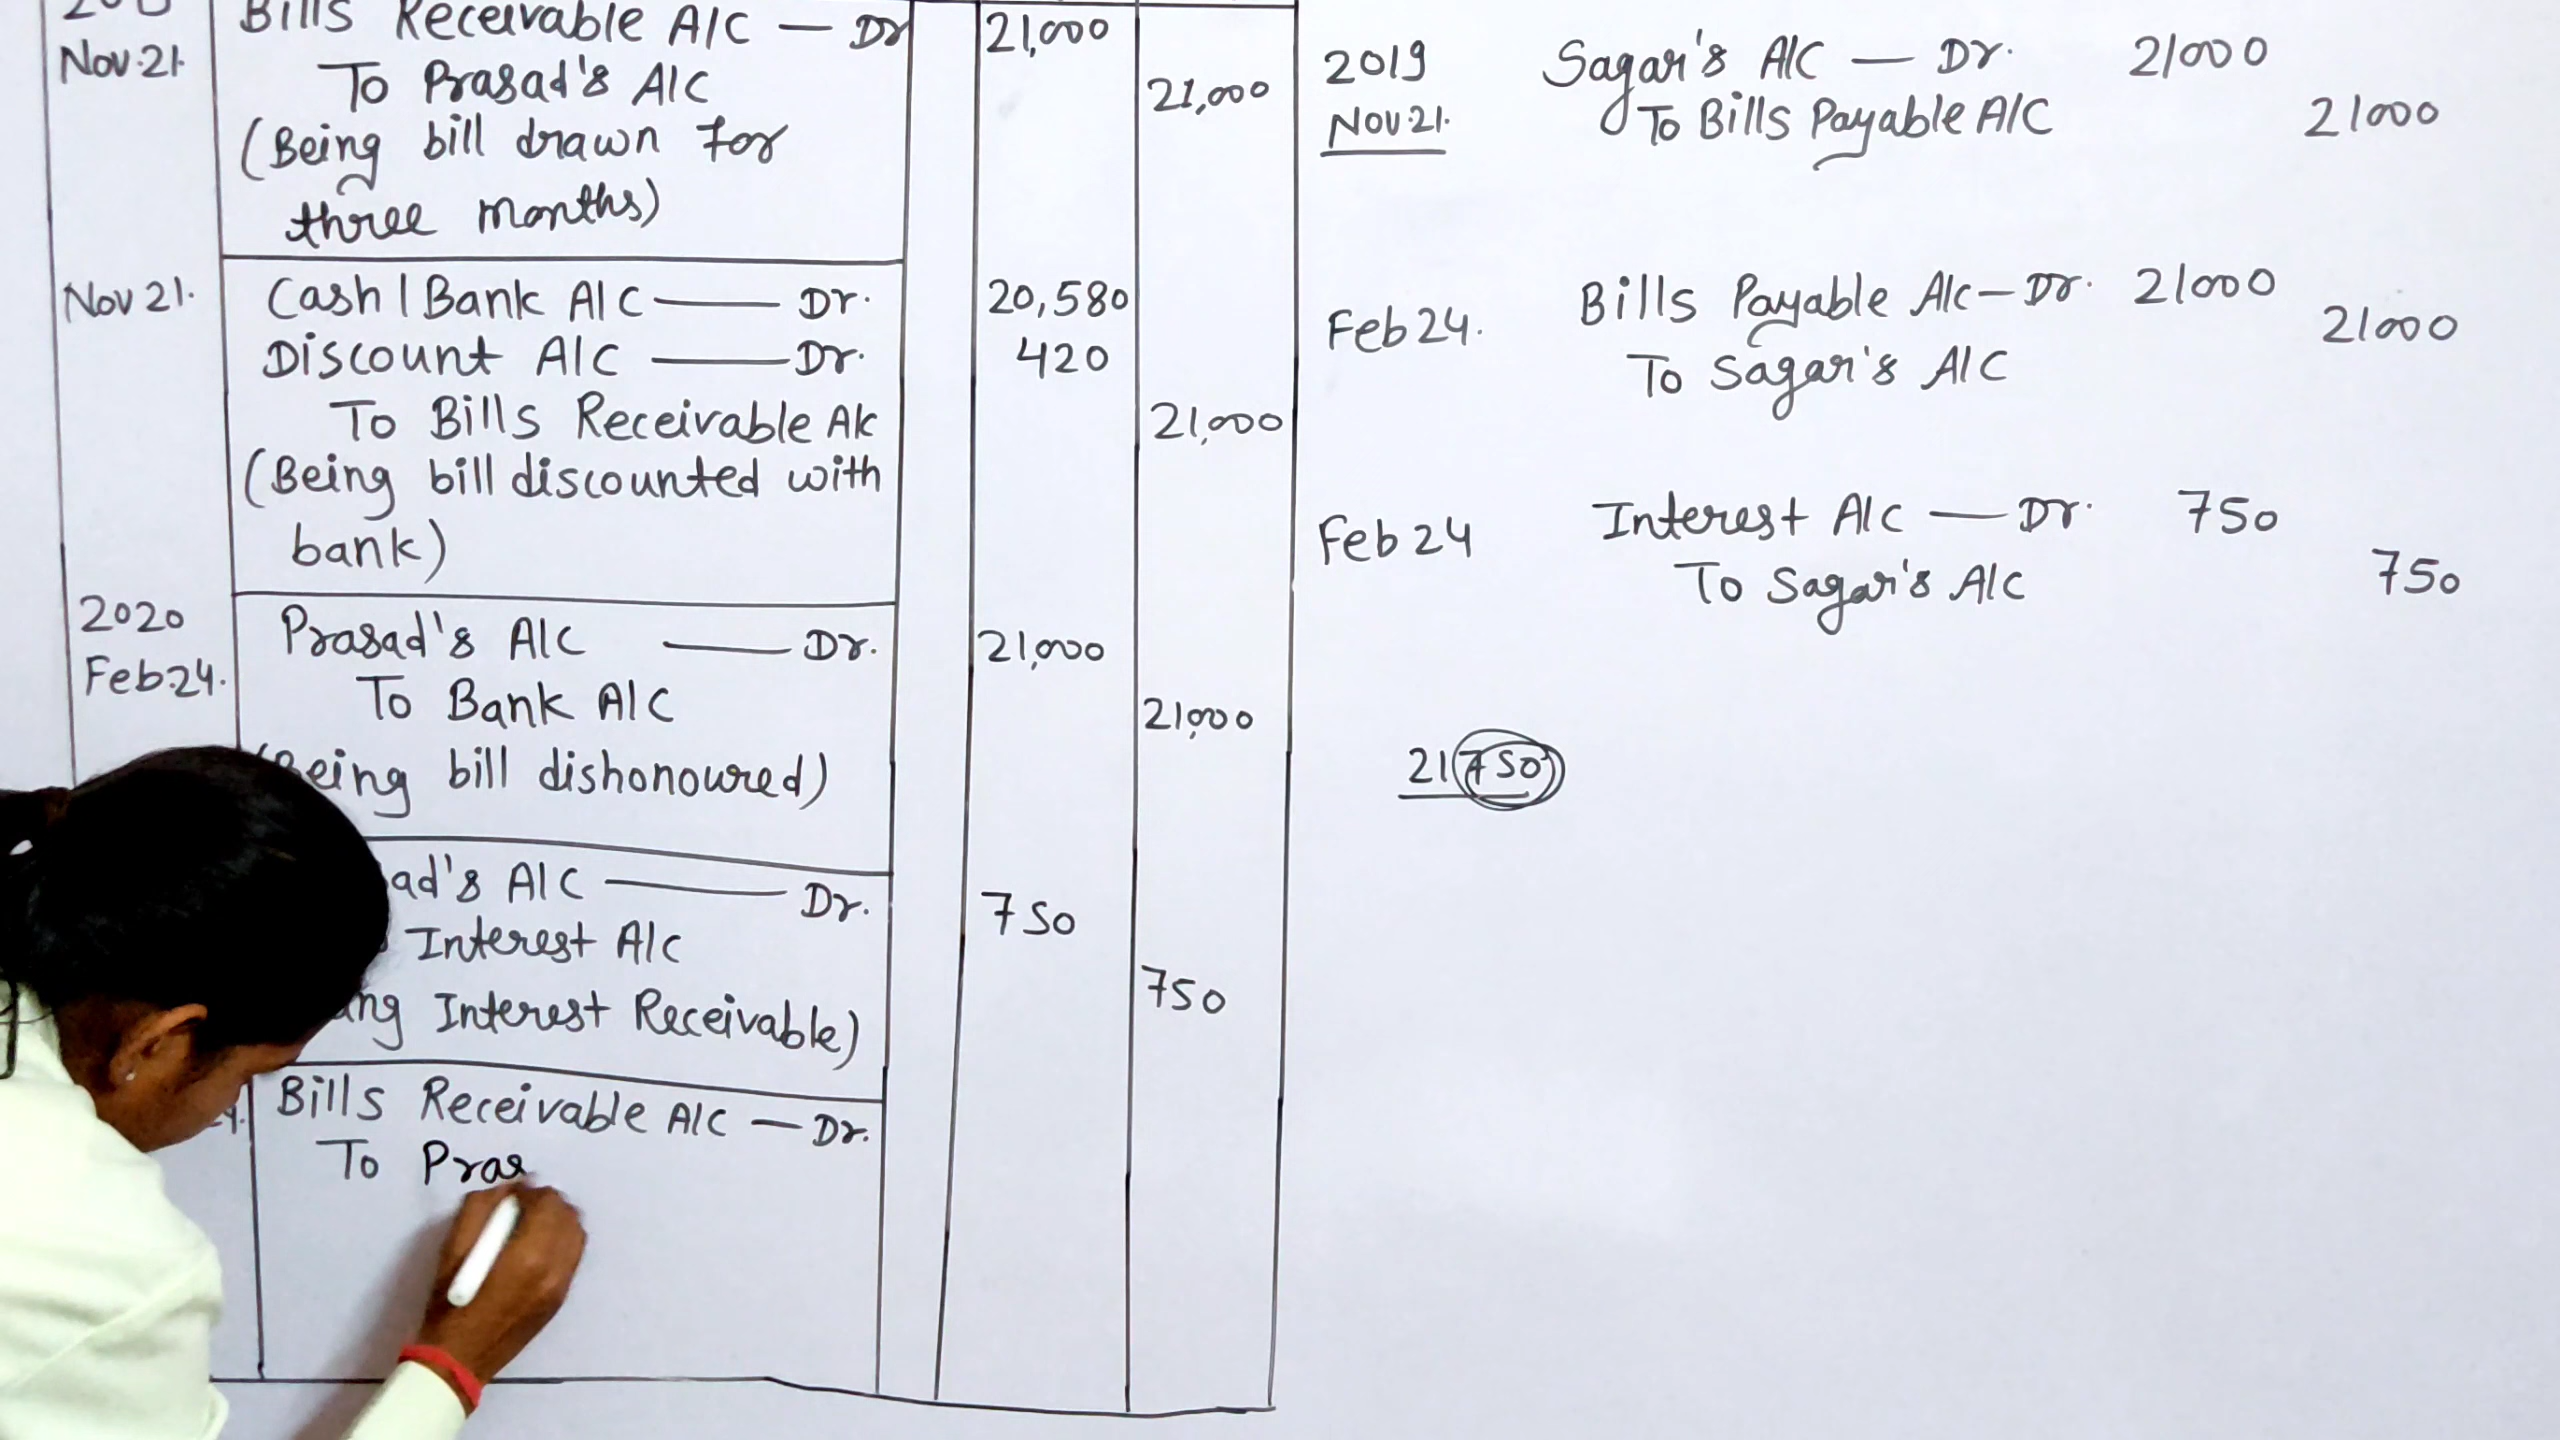 Bills Receivable A/C — Dr 21,000
Nov.21.
To Prasad's A/C 21,000
(Being bill drawn for
three months)
Nov 21. Cash/Bank A/C — Dr. 20,580
Discount A/C — Dr. 420
To Bills Receivable A/c 21,000
(Being bill discounted with
bank)
2020
Feb.24. Prasad's A/C — Dr. 21,000
To Bank A/C 21,000
Being bill dishonoured)
ad's A/C — Dr. 750
Interest A/C 750
ing Interest Receivable)
Bills Receivable A/C — Dr.
To Pras
2019 Sagar's A/C — Dr. 21000
Nov.21. To Bills Payable A/C 21000
Feb 24. Bills Payable A/c — Dr. 21000
To Sagar's A/C 21000
Feb 24 Interest A/C — Dr. 750
To Sagar's A/C 750
21750